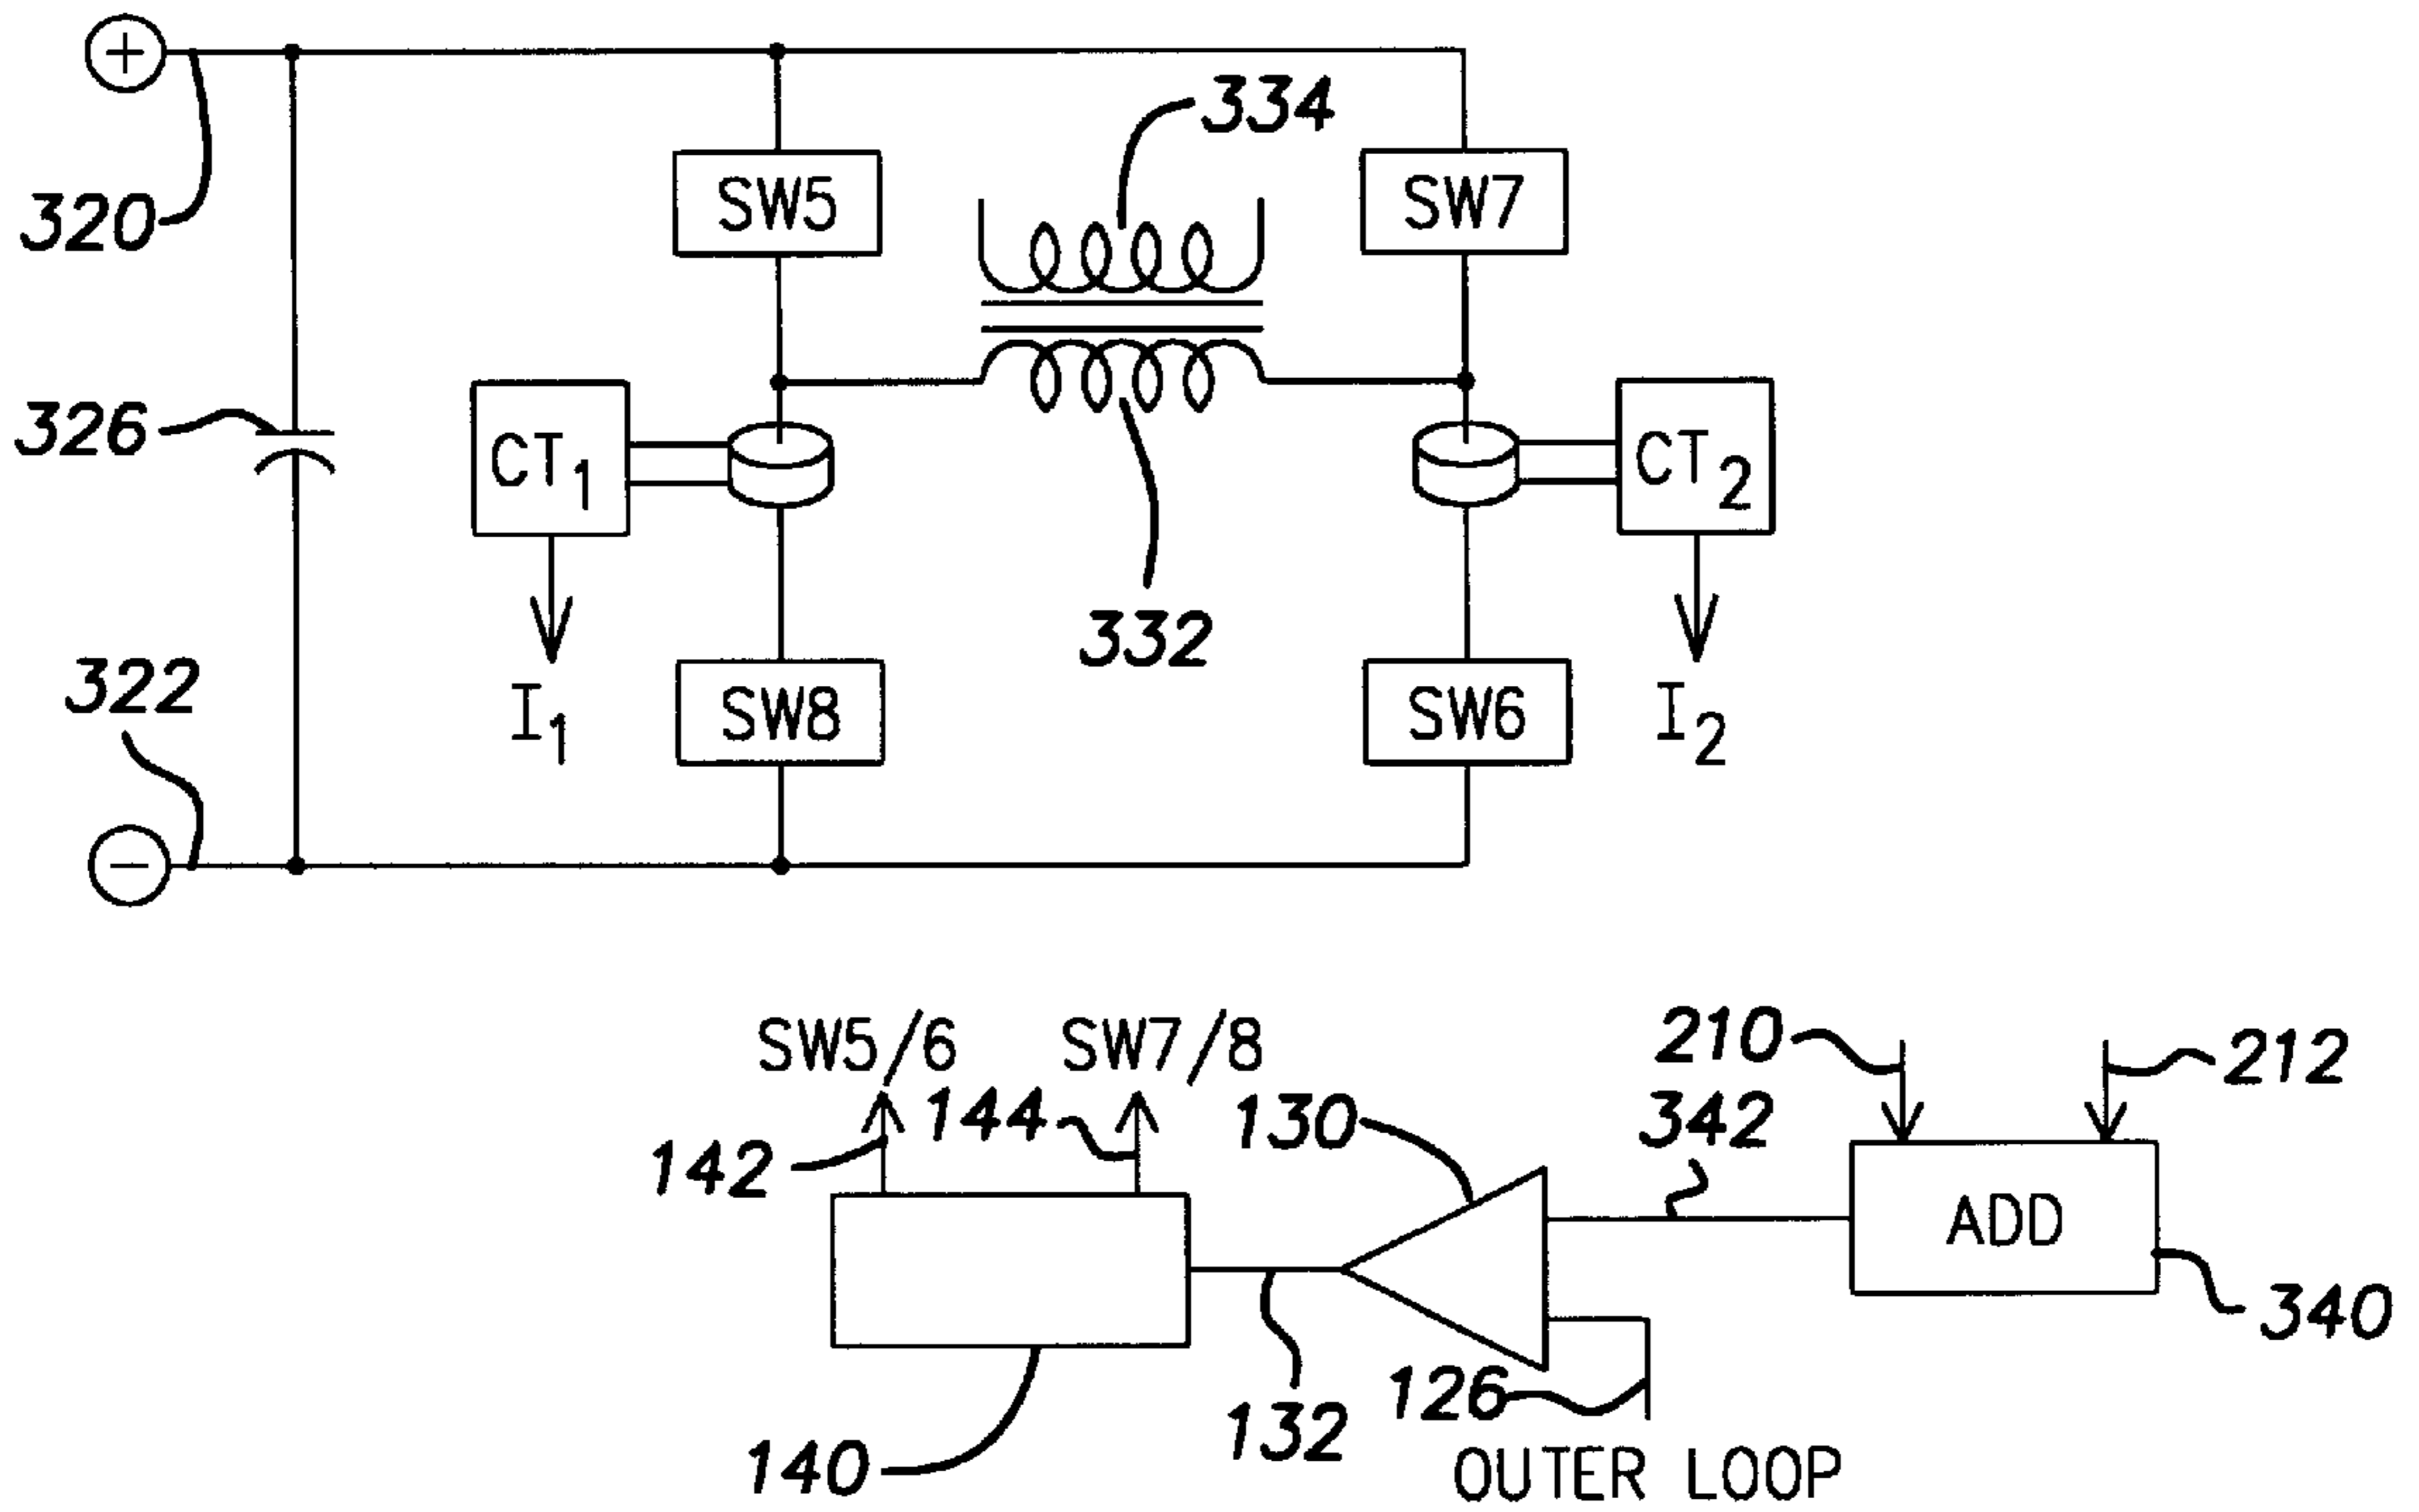 +
334
SW5
SW7
320
326
CT1
CT2
332
322
I1
SW8
SW6
I2
−
SW5/6
SW7/8
210
212
142
144
130
342
ADD
340
126
132
140
OUTER LOOP